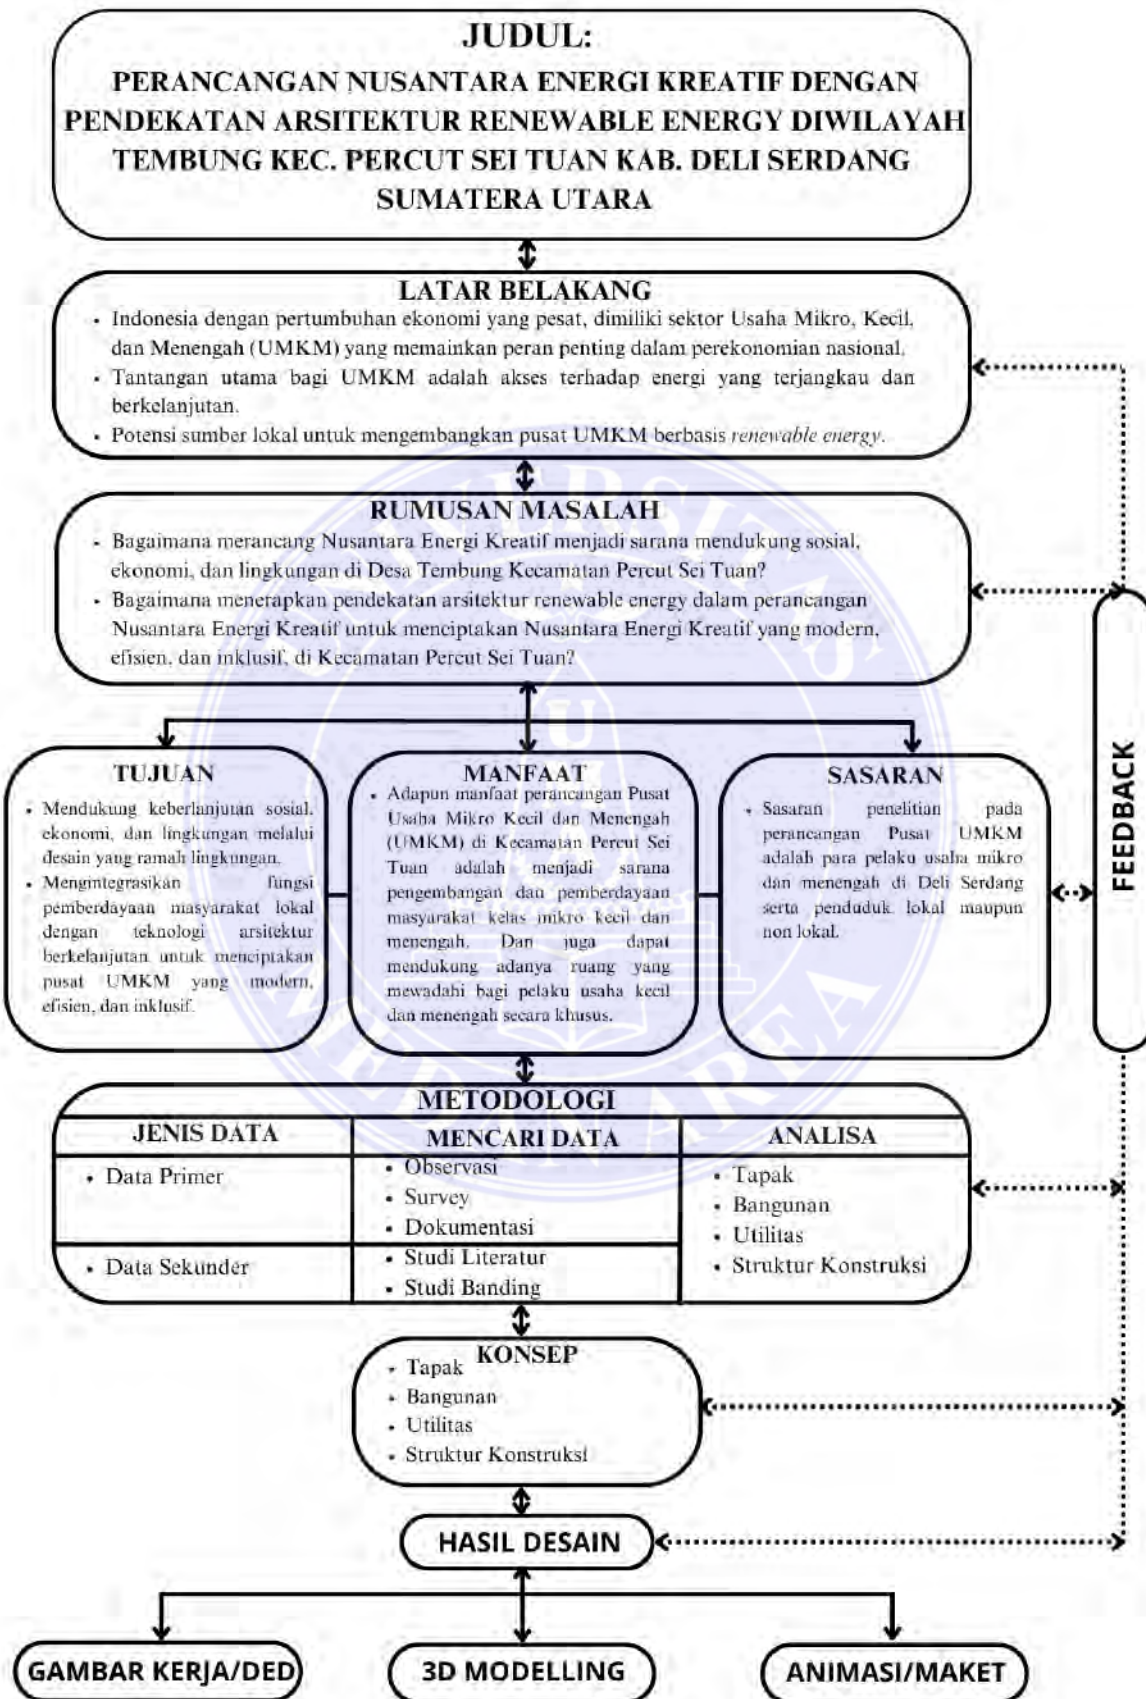 JUDUL:
PERANCANGAN NUSANTARA ENERGI KREATIF DENGAN
PENDEKATAN ARSITEKTUR RENEWABLE ENERGY DIWILAYAH
TEMBUNG KEC. PERCUT SEI TUAN KAB. DELI SERDANG
SUMATERA UTARA
LATAR BELAKANG
• Indonesia dengan pertumbuhan ekonomi yang pesat, dimiliki sektor Usaha Mikro, Kecil,
dan Menengah (UMKM) yang memainkan peran penting dalam perekonomian nasional.
• Tantangan utama bagi UMKM adalah akses terhadap energi yang terjangkau dan
berkelanjutan.
• Potensi sumber lokal untuk mengembangkan pusat UMKM berbasis renewable energy.
RUMUSAN MASALAH
• Bagaimana merancang Nusantara Energi Kreatif menjadi sarana mendukung sosial,
ekonomi, dan lingkungan di Desa Tembung Kecamatan Percut Sei Tuan?
• Bagaimana menerapkan pendekatan arsitektur renewable energy dalam perancangan
Nusantara Energi Kreatif untuk menciptakan Nusantara Energi Kreatif yang modern,
efisien, dan inklusif, di Kecamatan Percut Sei Tuan?
TUJUAN
• Mendukung keberlanjutan sosial,
ekonomi, dan lingkungan melalui
desain yang ramah lingkungan.
• Mengintegrasikan fungsi
pemberdayaan masyarakat lokal
dengan teknologi arsitektur
berkelanjutan untuk menciptakan
pusat UMKM yang modern,
efisien, dan inklusif.
MANFAAT
• Adapun manfaat perancangan Pusat
Usaha Mikro Kecil dan Menengah
(UMKM) di Kecamatan Percut Sei
Tuan adalah menjadi sarana
pengembangan dan pemberdayaan
masyarakat kelas mikro kecil dan
menengah. Dan juga dapat
mendukung adanya ruang yang
mewadahi bagi pelaku usaha kecil
dan menengah secara khusus.
SASARAN
• Sasaran penelitian pada
perancangan Pusat UMKM
adalah para pelaku usaha mikro
dan menengah di Deli Serdang
serta penduduk lokal maupun
non lokal.
FEEDBACK
METODOLOGI
JENIS DATA
MENCARI DATA
ANALISA
• Data Primer
• Observasi
• Survey
• Dokumentasi
• Data Sekunder
• Studi Literatur
• Studi Banding
• Tapak
• Bangunan
• Utilitas
• Struktur Konstruksi
KONSEP
• Tapak
• Bangunan
• Utilitas
• Struktur Konstruksi
HASIL DESAIN
GAMBAR KERJA/DED
3D MODELLING
ANIMASI/MAKET
UNIVERSITAS
MEDAN AREA